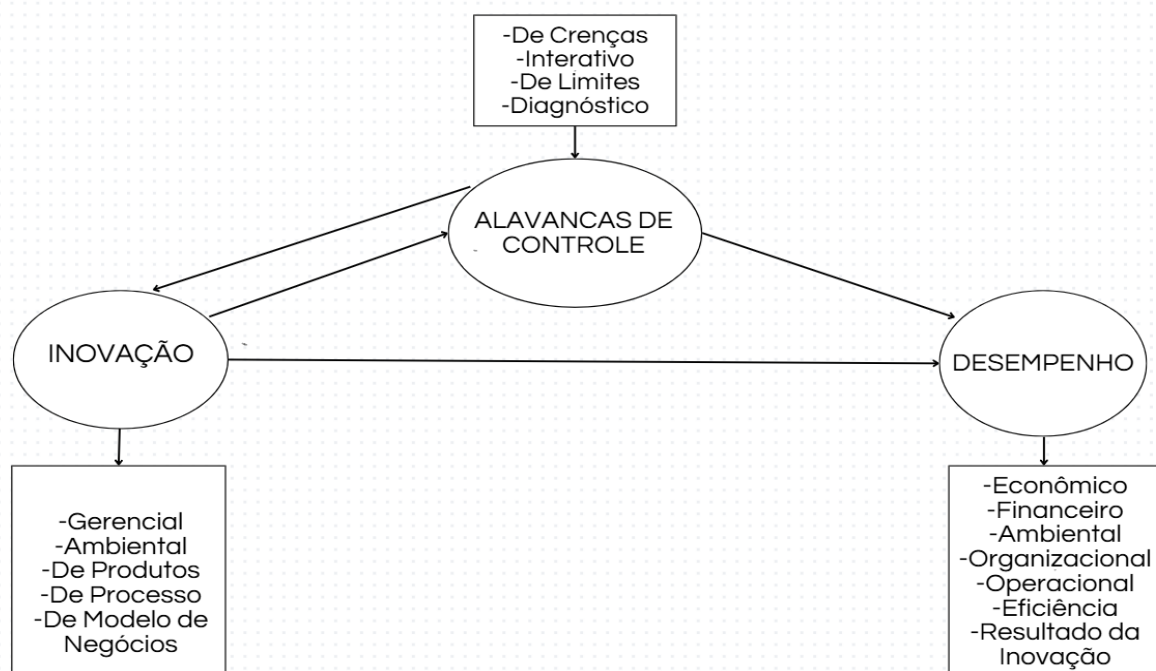 -De Crenças
-Interativo
-De Limites
-Diagnóstico
ALAVANCAS DE
CONTROLE
INOVAÇÃO
DESEMPENHO
-Gerencial
-Ambiental
-De Produtos
-De Processo
-De Modelo de
Negócios
-Econômico
-Financeiro
-Ambiental
-Organizacional
-Operacional
-Eficiência
-Resultado da
Inovação